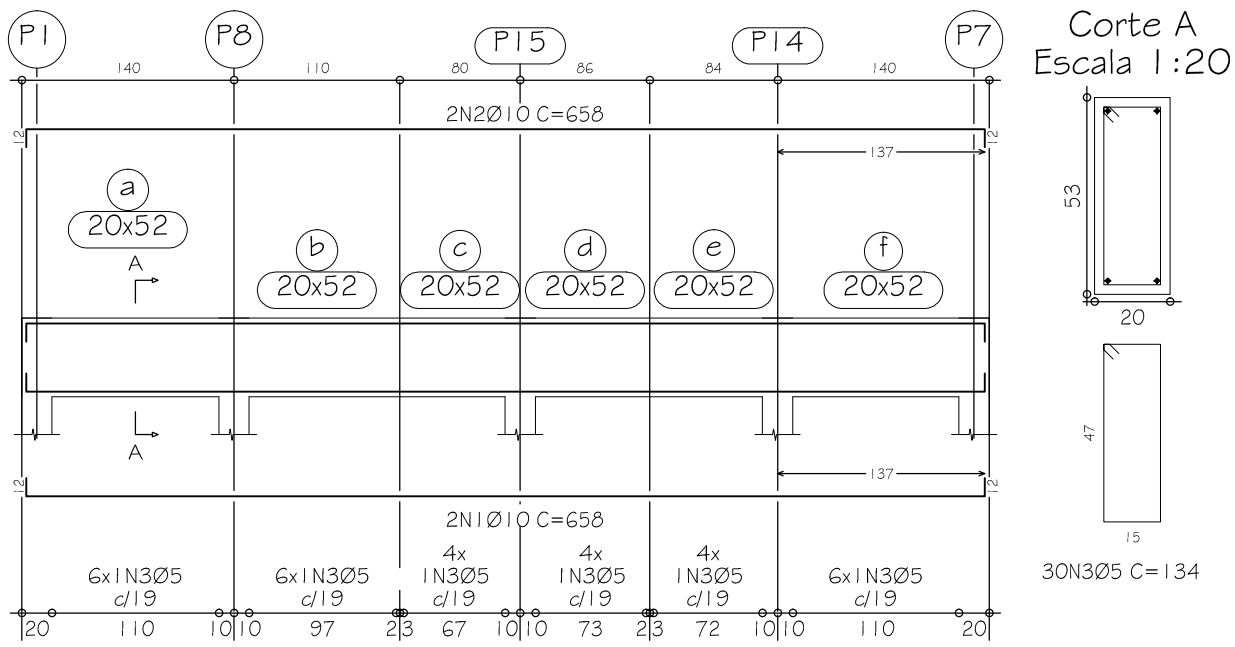 P1 P8 P15 P14 P7
140 110 80 86 84 140
2N2Ø10 C=658
12 12
137
a
20x52
b c d e f
20x52 20x52 20x52 20x52 20x52
A
A
137
12 12
2N1Ø10 C=658
4x 4x 4x
6x1N3Ø5 6x1N3Ø5 1N3Ø5 1N3Ø5 1N3Ø5 6x1N3Ø5
c/19 c/19 c/19 c/19 c/19 c/19
20 110 10 10 97 2 3 67 10 10 73 2 3 72 10 10 110 20
Corte A
Escala 1:20
53
20
47
15
30N3Ø5 C=134